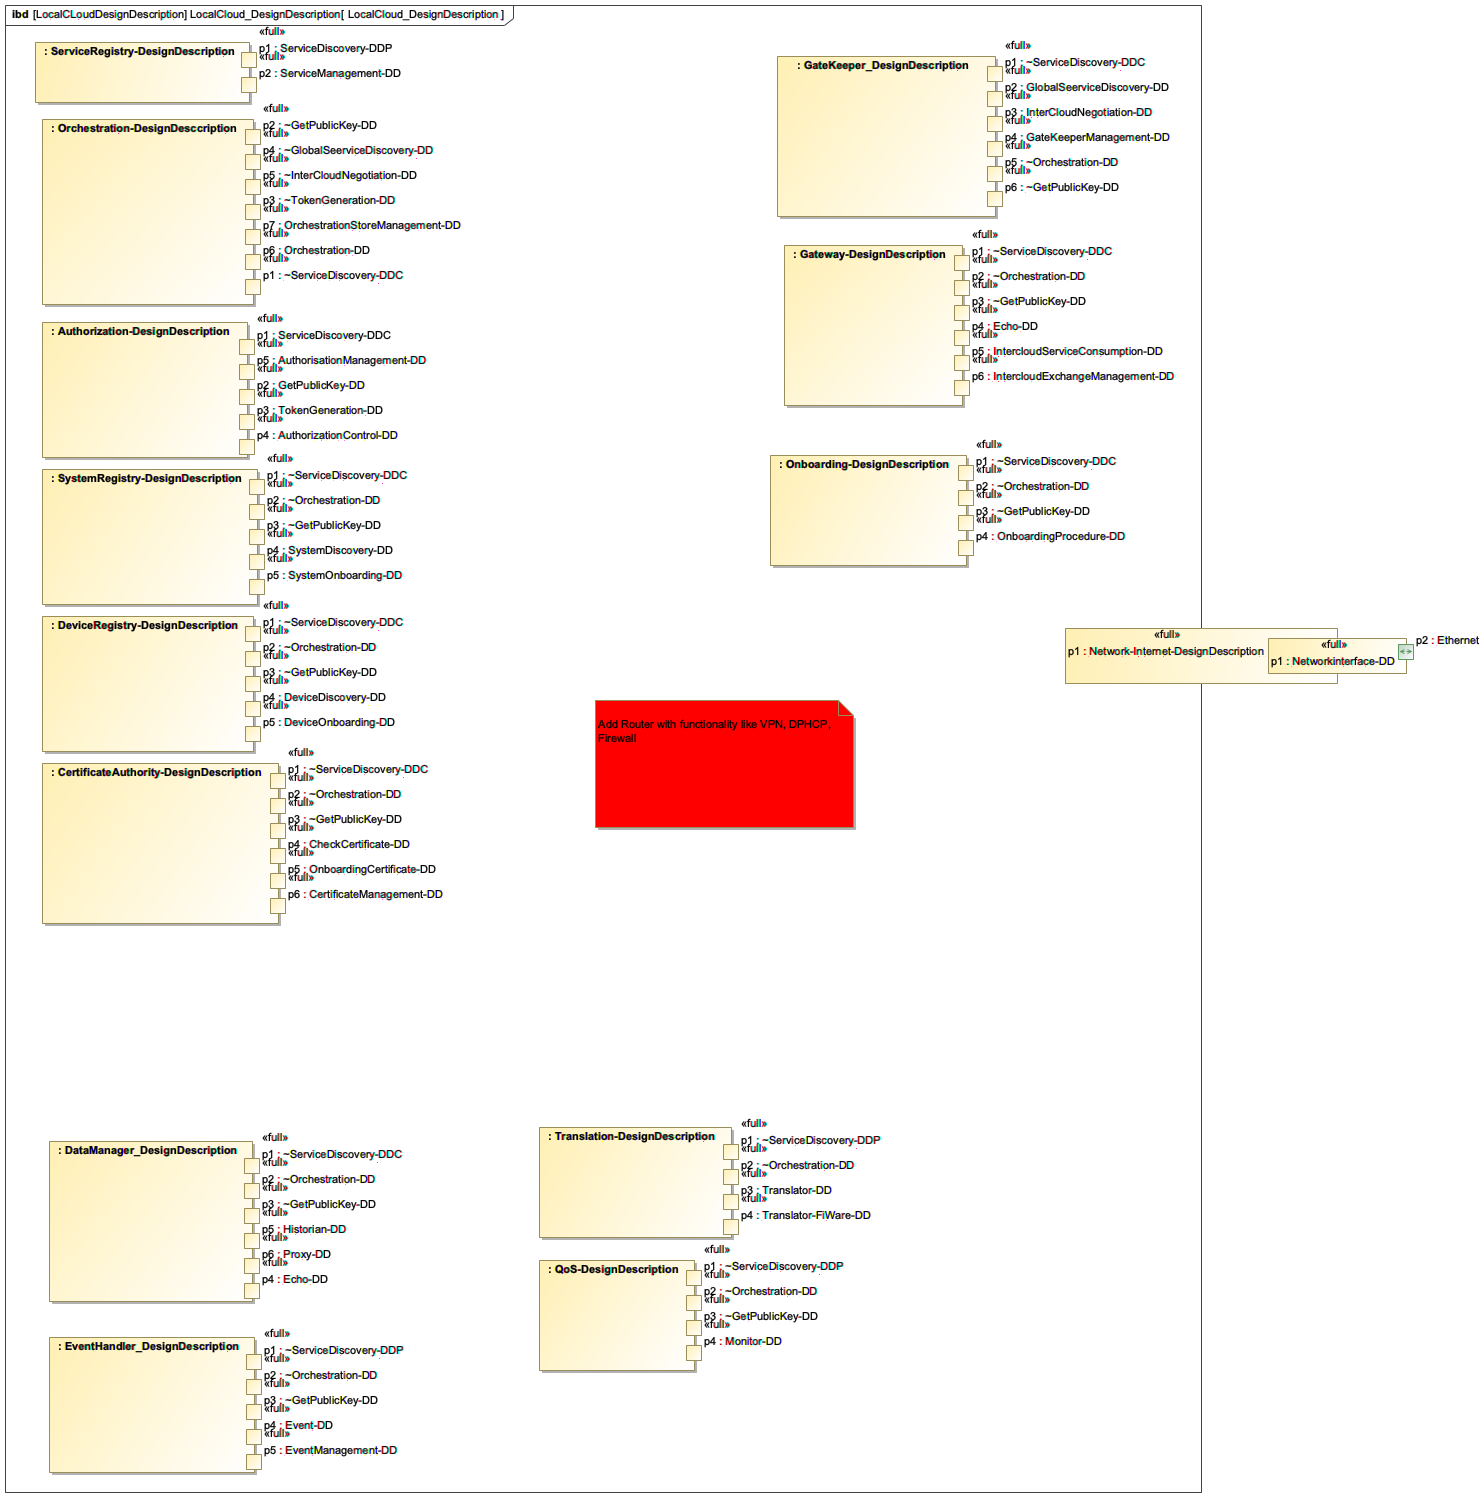 ibd [LocalCLoudDesignDescription] LocalCloud_DesignDescription[ LocalCloud_DesignDescription ]
: ServiceRegistry-DesignDescription
«full»
p1 : ServiceDiscovery-DDP
«full»
p2 : ServiceManagement-DD
: Orchestration-DesignDesccription
«full»
p2 : ~GetPublicKey-DD
«full»
p4 : ~GlobalSeerviceDiscovery-DD
«full»
p5 : ~InterCloudNegotiation-DD
«full»
p3 : ~TokenGeneration-DD
«full»
p7 : OrchestrationStoreManagement-DD
«full»
p6 : Orchestration-DD
«full»
p1 : ~ServiceDiscovery-DDC
: Authorization-DesignDescription
«full»
p1 : ServiceDiscovery-DDC
«full»
p5 : AuthorisationManagement-DD
«full»
p2 : GetPublicKey-DD
«full»
p3 : TokenGeneration-DD
«full»
p4 : AuthorizationControl-DD
: SystemRegistry-DesignDescription
«full»
p1 : ~ServiceDiscovery-DDC
«full»
p2 : ~Orchestration-DD
«full»
p3 : ~GetPublicKey-DD
«full»
p4 : SystemDiscovery-DD
«full»
p5 : SystemOnboarding-DD
: DeviceRegistry-DesignDescription
«full»
p1 : ~ServiceDiscovery-DDC
«full»
p2 : ~Orchestration-DD
«full»
p3 : ~GetPublicKey-DD
«full»
p4 : DeviceDiscovery-DD
«full»
p5 : DeviceOnboarding-DD
: CertificateAuthority-DesignDescription
«full»
p1 : ~ServiceDiscovery-DDC
«full»
p2 : ~Orchestration-DD
«full»
p3 : ~GetPublicKey-DD
«full»
p4 : CheckCertificate-DD
«full»
p5 : OnboardingCertificate-DD
«full»
p6 : CertificateManagement-DD
: GateKeeper_DesignDescription
«full»
p1 : ~ServiceDiscovery-DDC
«full»
p2 : GlobalSeerviceDiscovery-DD
«full»
p3 : InterCloudNegotiation-DD
«full»
p4 : GateKeeperManagement-DD
«full»
p5 : ~Orchestration-DD
«full»
p6 : ~GetPublicKey-DD
: Gateway-DesignDescription
«full»
p1 : ~ServiceDiscovery-DDC
«full»
p2 : ~Orchestration-DD
«full»
p3 : ~GetPublicKey-DD
«full»
p4 : Echo-DD
«full»
p5 : IntercloudServiceConsumption-DD
«full»
p6 : IntercloudExchangeManagement-DD
: Onboarding-DesignDescription
«full»
p1 : ~ServiceDiscovery-DDC
«full»
p2 : ~Orchestration-DD
«full»
p3 : ~GetPublicKey-DD
«full»
p4 : OnboardingProcedure-DD
«full»
p1 : Network-Internet-DesignDescription
«full»
p1 : Networkinterface-DD
p2 : Ethernet
Add Router with functionality like VPN, DPHCP,
Firewall
: DataManager_DesignDescription
«full»
p1 : ~ServiceDiscovery-DDC
«full»
p2 : ~Orchestration-DD
«full»
p3 : ~GetPublicKey-DD
«full»
p5 : Historian-DD
«full»
p6 : Proxy-DD
«full»
p4 : Echo-DD
: EventHandler_DesignDescription
«full»
p1 : ~ServiceDiscovery-DDP
«full»
p2 : ~Orchestration-DD
«full»
p3 : ~GetPublicKey-DD
«full»
p4 : Event-DD
«full»
p5 : EventManagement-DD
: Translation-DesignDescription
«full»
p1 : ~ServiceDiscovery-DDP
«full»
p2 : ~Orchestration-DD
«full»
p3 : Translator-DD
«full»
p4 : Translator-FiWare-DD
: QoS-DesignDescription
«full»
p1 : ~ServiceDiscovery-DDP
«full»
p2 : ~Orchestration-DD
«full»
p3 : ~GetPublicKey-DD
«full»
p4 : Monitor-DD